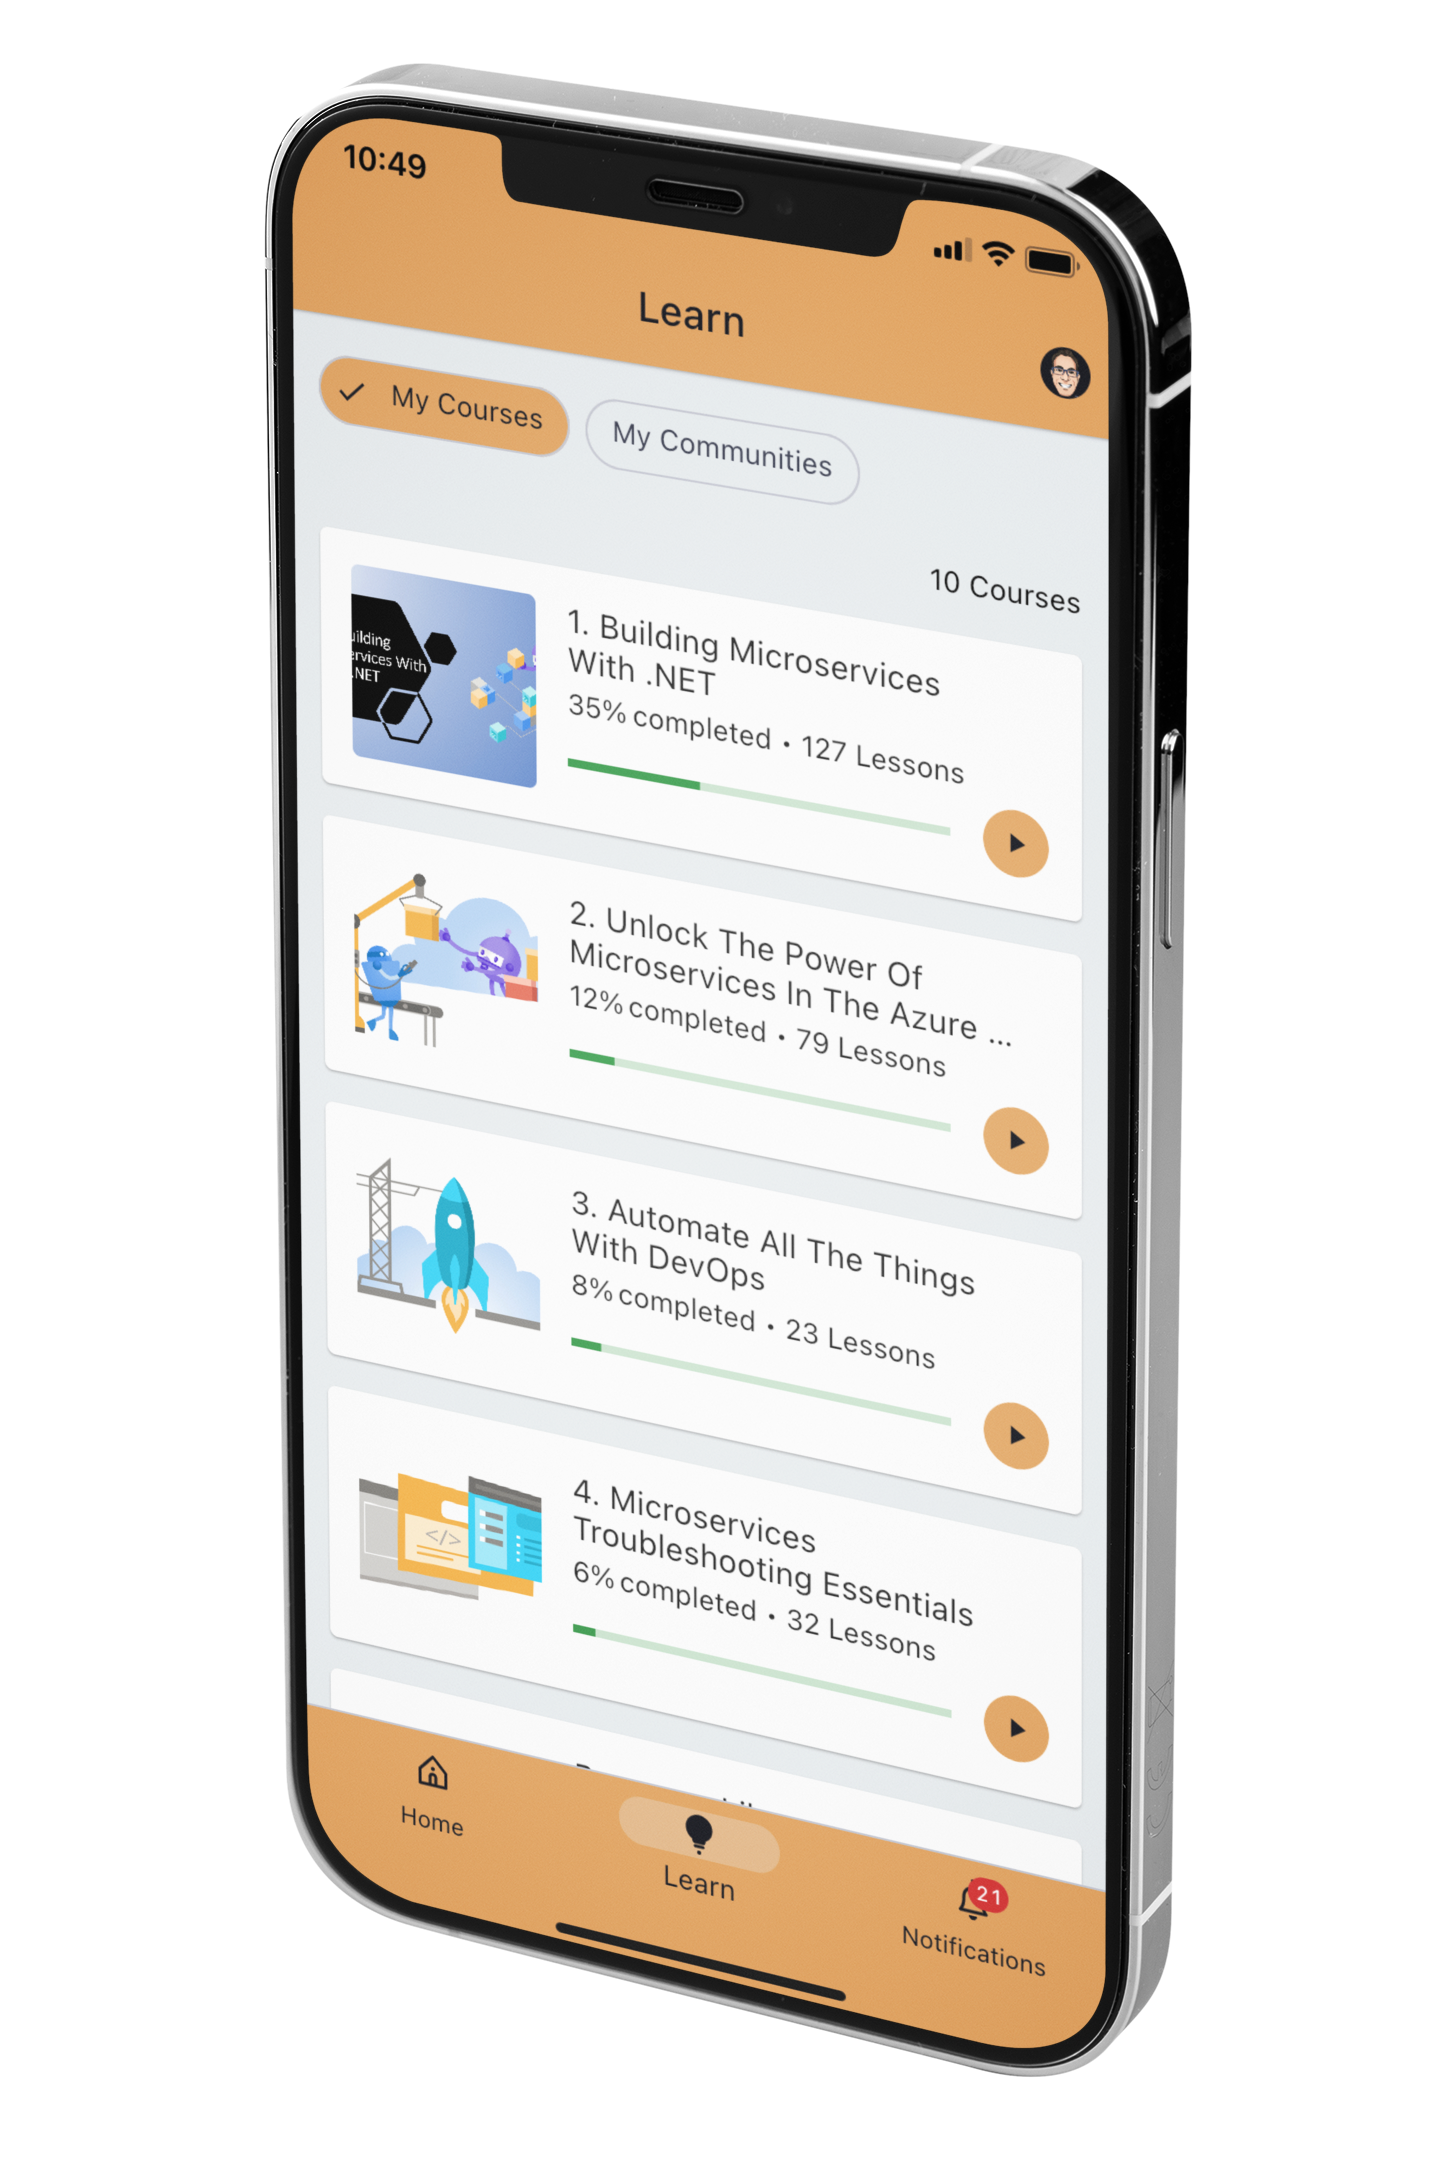 10:49
Learn
My Courses
My Communities
10 Courses
uilding
ervices With
.NET
1. Building Microservices
With .NET
35% completed • 127 Lessons
2. Unlock The Power Of
Microservices In The Azure ...
12% completed • 79 Lessons
3. Automate All The Things
With DevOps
8% completed • 23 Lessons
</>
4. Microservices
Troubleshooting Essentials
6% completed • 32 Lessons
Home
Learn
21
Notifications